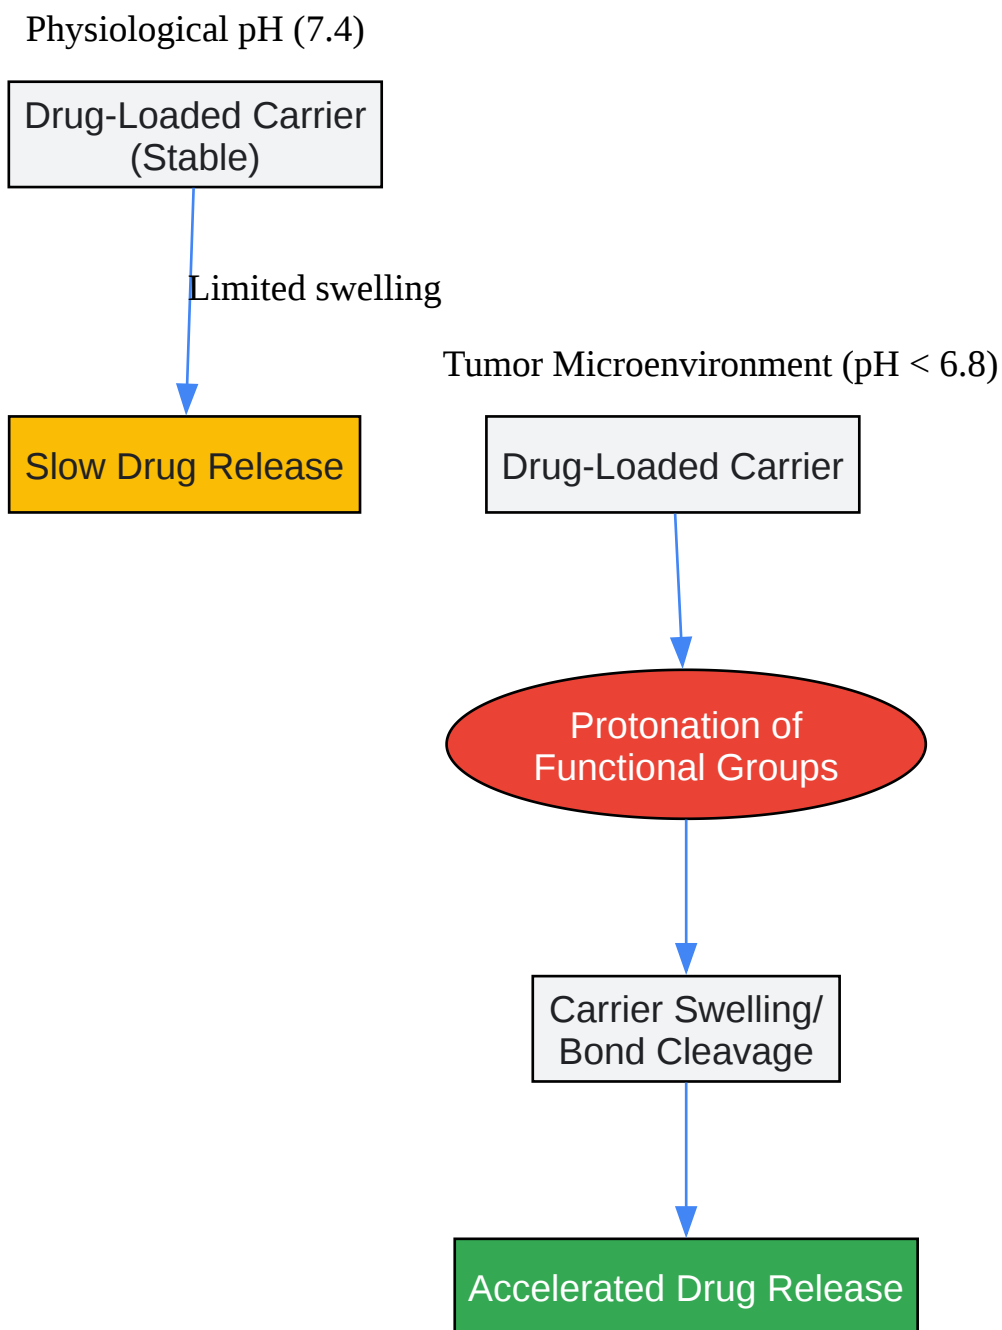 Physiological pH (7.4)
Drug-Loaded Carrier
(Stable)
Limited swelling
Slow Drug Release
Tumor Microenvironment (pH < 6.8)
Drug-Loaded Carrier
Protonation of
Functional Groups
Carrier Swelling/
Bond Cleavage
Accelerated Drug Release